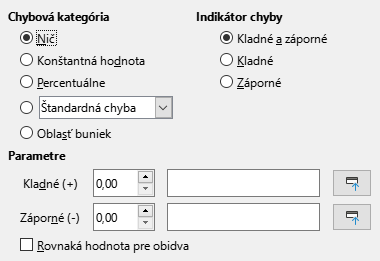 Chybová kategória
Nič
Konštantná hodnota
Percentuálne
Štandardná chyba
Oblasť buniek
Indikátor chyby
Kladné a záporné
Kladné
Záporné
Parametre
Kladné (+) 0,00
Záporné (-) 0,00
Rovnaká hodnota pre obidva